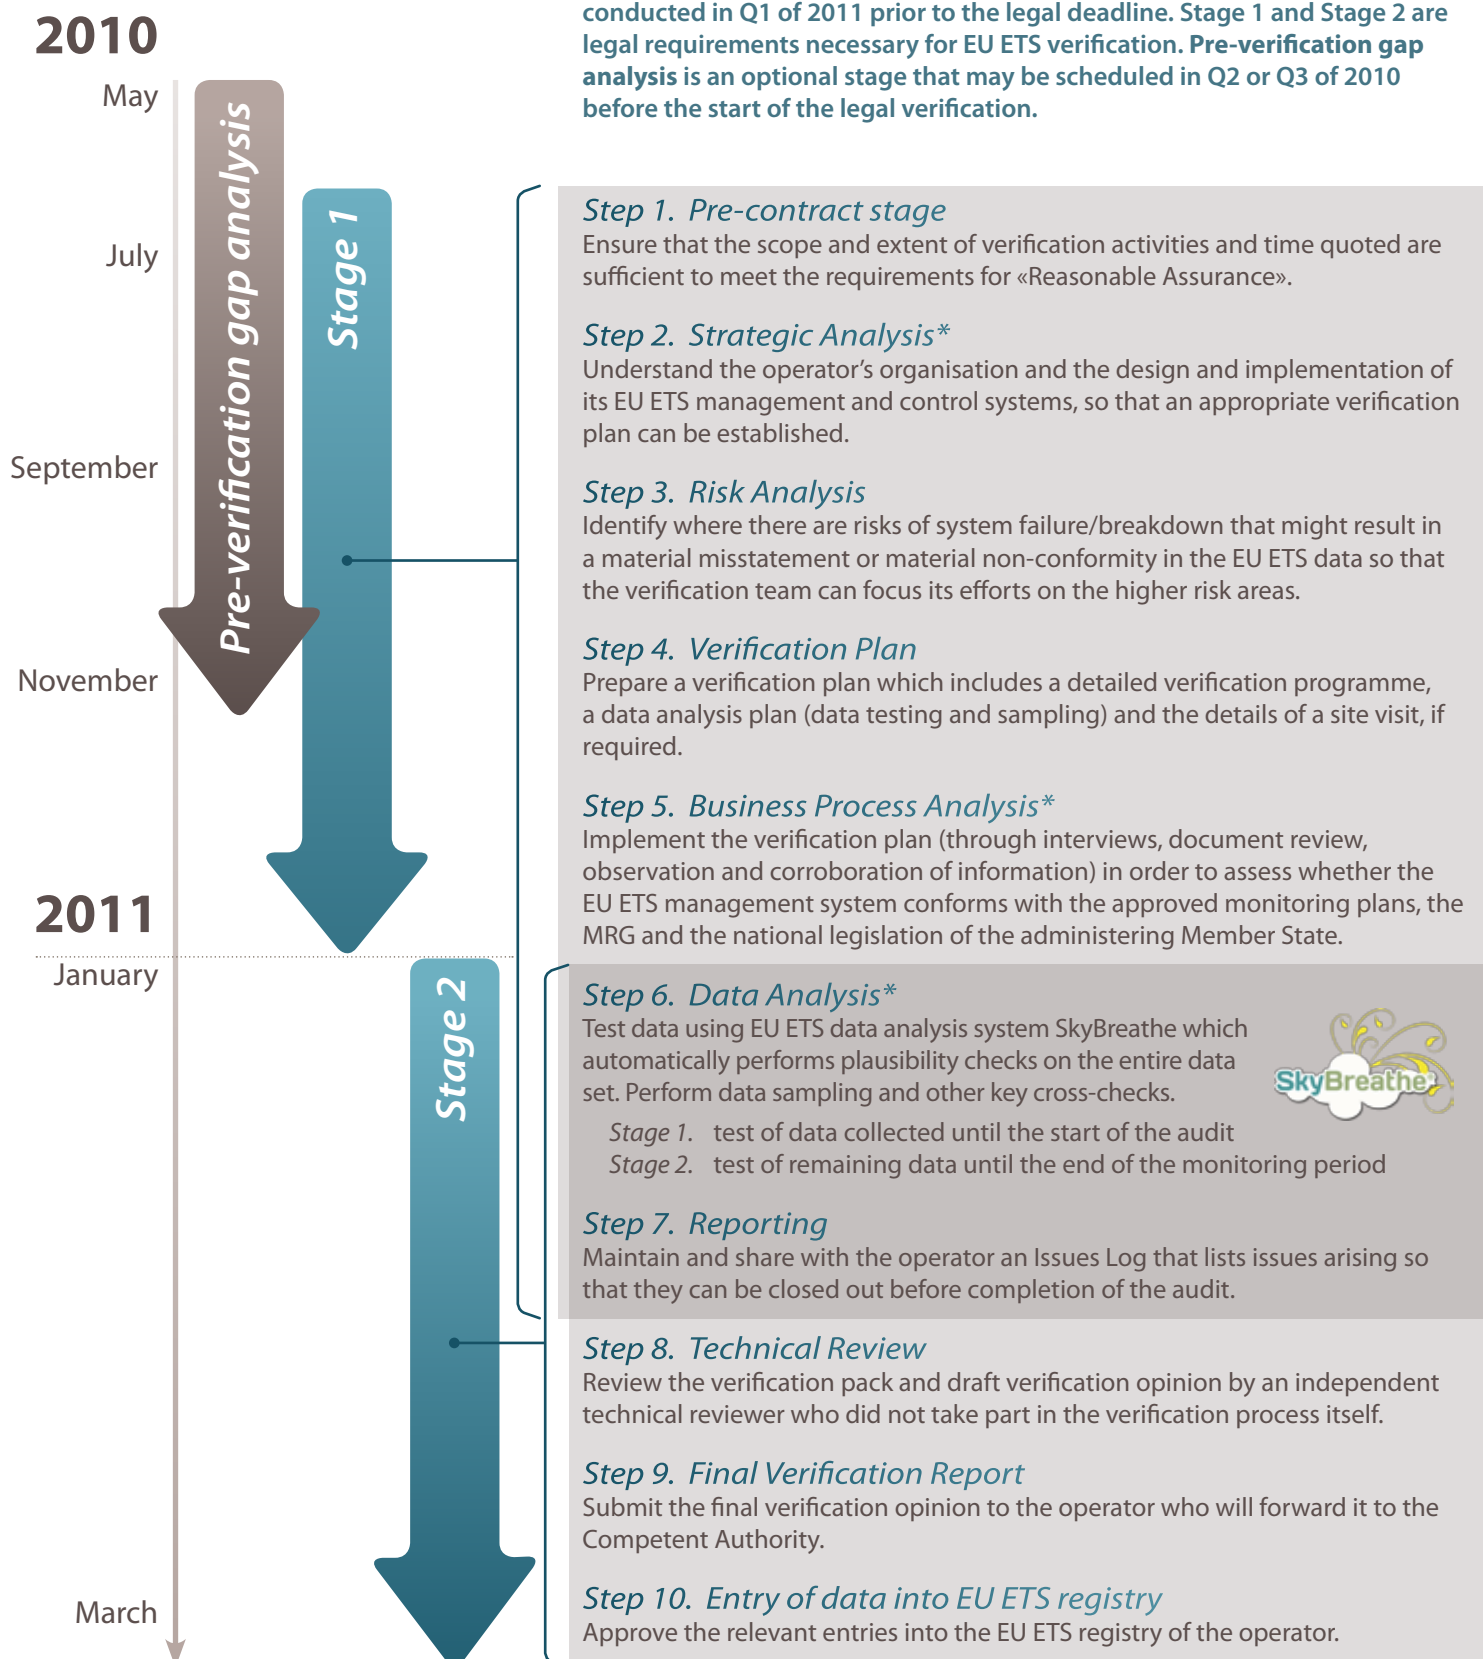 conducted in Q1 of 2011 prior to the legal deadline. Stage 1 and Stage 2 are
legal requirements necessary for EU ETS verification. Pre-verification gap
analysis is an optional stage that may be scheduled in Q2 or Q3 of 2010
before the start of the legal verification.
2010
May
July
September
November
2011
January
March
Pre-verification gap analysis
Stage 1
Stage 2
Step 1. Pre-contract stage
Ensure that the scope and extent of verification activities and time quoted are
sufficient to meet the requirements for «Reasonable Assurance».
Step 2. Strategic Analysis*
Understand the operator’s organisation and the design and implementation of
its EU ETS management and control systems, so that an appropriate verification
plan can be established.
Step 3. Risk Analysis
Identify where there are risks of system failure/breakdown that might result in
a material misstatement or material non-conformity in the EU ETS data so that
the verification team can focus its efforts on the higher risk areas.
Step 4. Verification Plan
Prepare a verification plan which includes a detailed verification programme,
a data analysis plan (data testing and sampling) and the details of a site visit, if
required.
Step 5. Business Process Analysis*
Implement the verification plan (through interviews, document review,
observation and corroboration of information) in order to assess whether the
EU ETS management system conforms with the approved monitoring plans, the
MRG and the national legislation of the administering Member State.
Step 6. Data Analysis*
Test data using EU ETS data analysis system SkyBreathe which
automatically performs plausibility checks on the entire data
set. Perform data sampling and other key cross-checks.
Stage 1. test of data collected until the start of the audit
Stage 2. test of remaining data until the end of the monitoring period
SkyBreathe
Step 7. Reporting
Maintain and share with the operator an Issues Log that lists issues arising so
that they can be closed out before completion of the audit.
Step 8. Technical Review
Review the verification pack and draft verification opinion by an independent
technical reviewer who did not take part in the verification process itself.
Step 9. Final Verification Report
Submit the final verification opinion to the operator who will forward it to the
Competent Authority.
Step 10. Entry of data into EU ETS registry
Approve the relevant entries into the EU ETS registry of the operator.